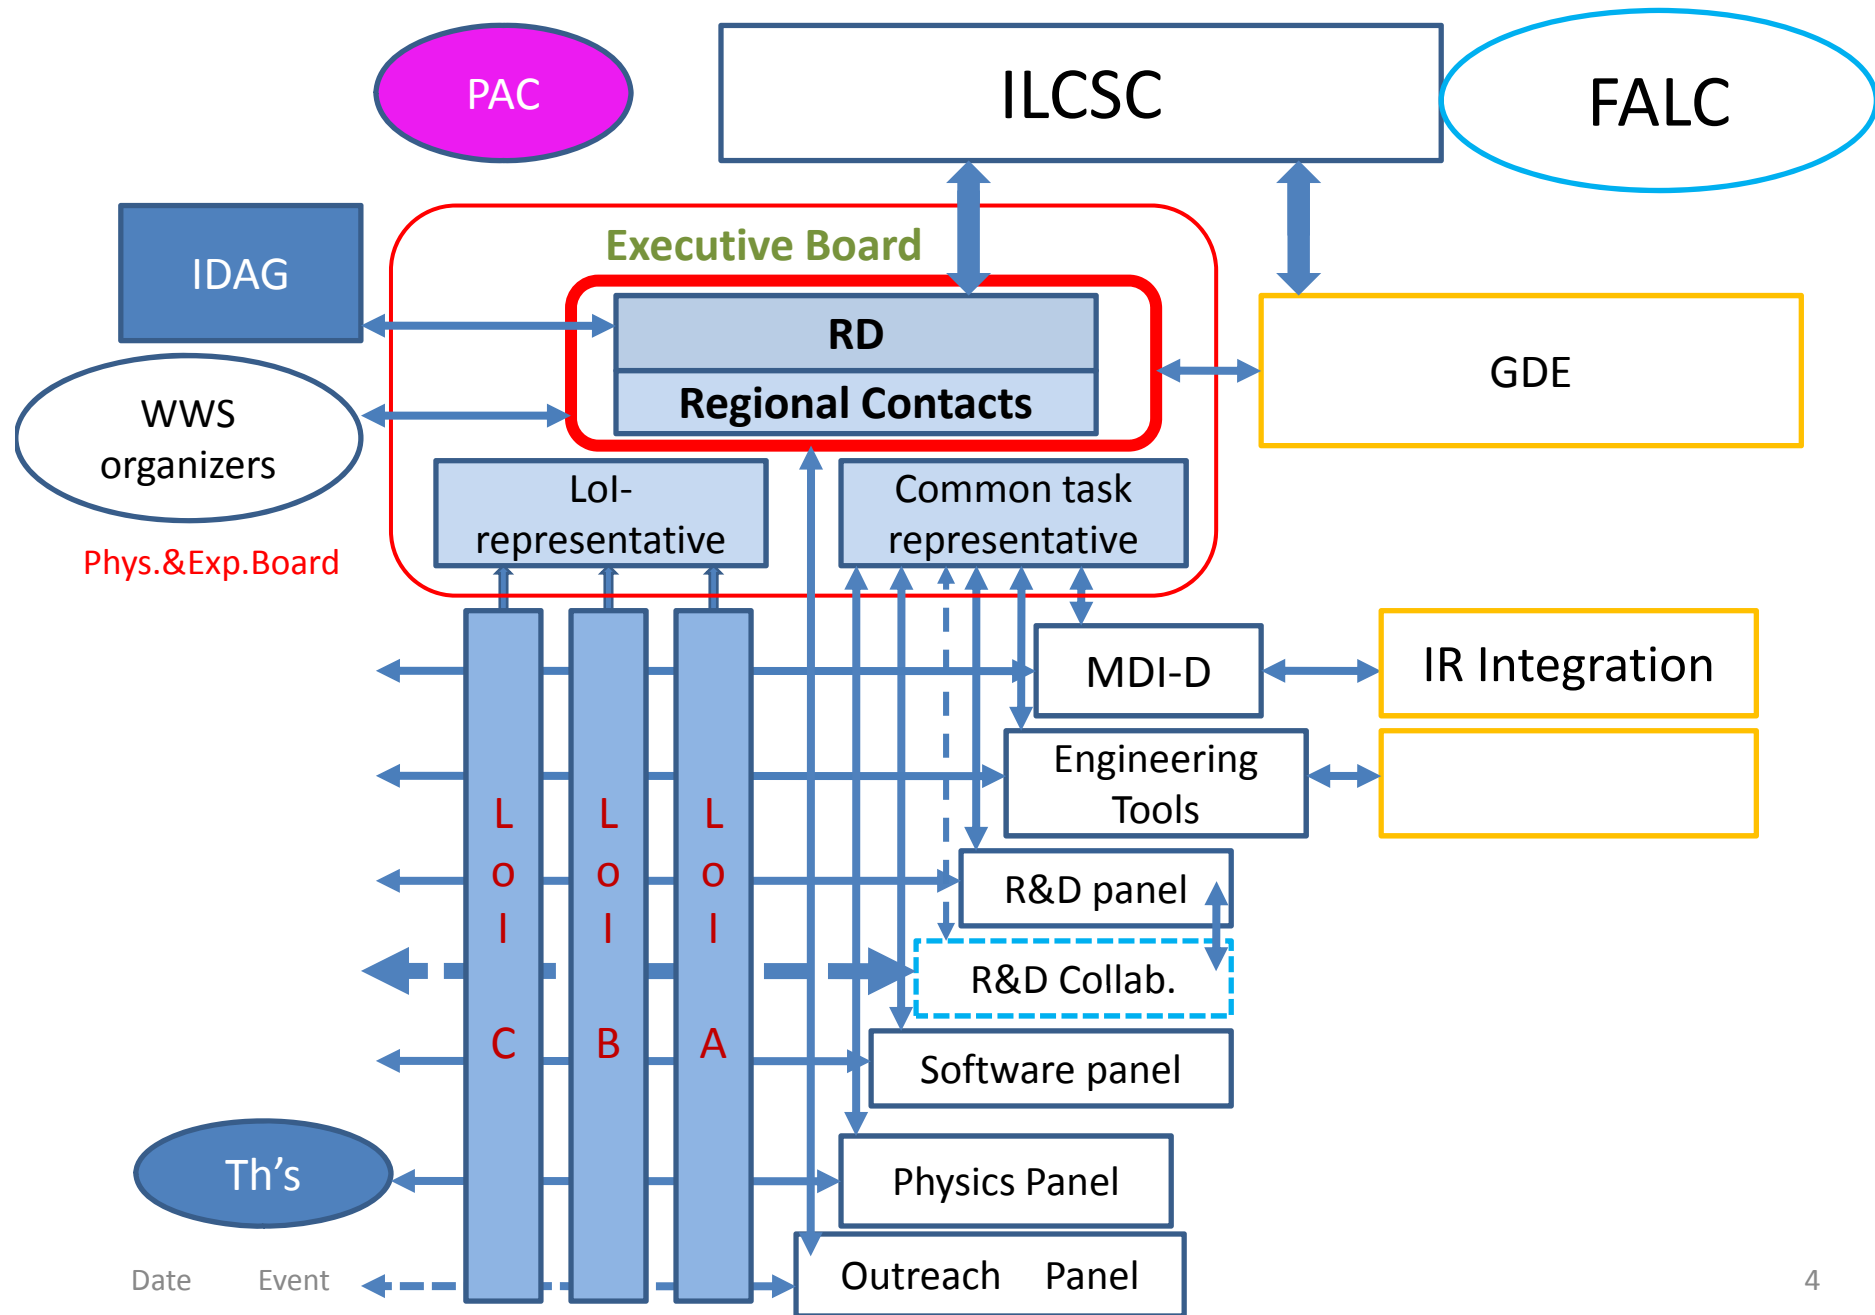 PAC
ILCSC
FALC
Executive Board
IDAG
RD
Regional Contacts
GDE
WWS
organizers
LoI-
representative
Common task
representative
Phys.&Exp.Board
MDI-D
IR Integration
Engineering
Tools
L
o
I
C
L
o
I
B
L
o
I
A
R&D panel
R&D Collab.
Software panel
Th's
Physics Panel
Outreach Panel
Date Event
4